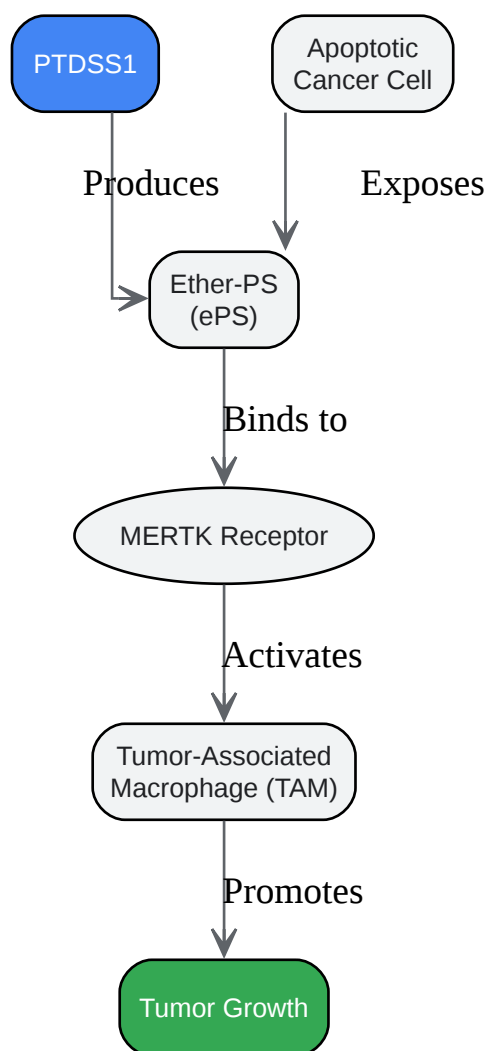 PTDSS1
Apoptotic
Cancer Cell
Produces
Exposes
Ether-PS
(ePS)
Binds to
MERTK Receptor
Activates
Tumor-Associated
Macrophage (TAM)
Promotes
Tumor Growth